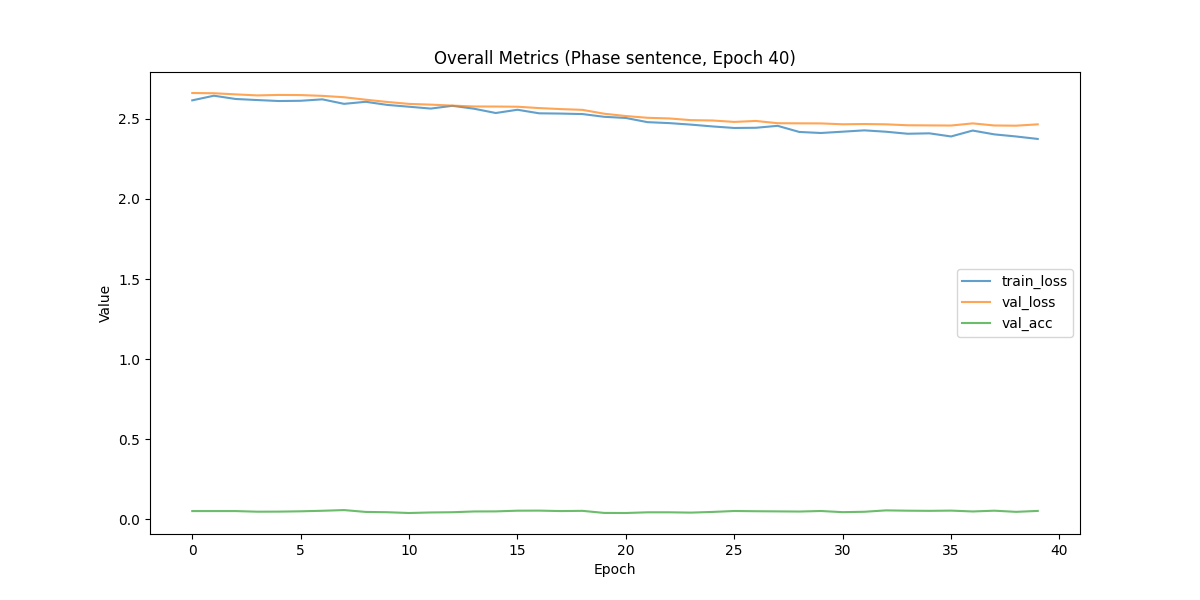 Overall Metrics (Phase sentence, Epoch 40)
Value
2.5
2.0
1.5
1.0
0.5
0.0
train_loss
val_loss
val_acc
0 5 10 15 20 25 30 35 40
Epoch